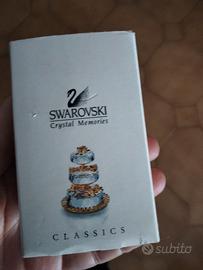 SWAROVSKI
Crystal Memories
CLASSICS
subito